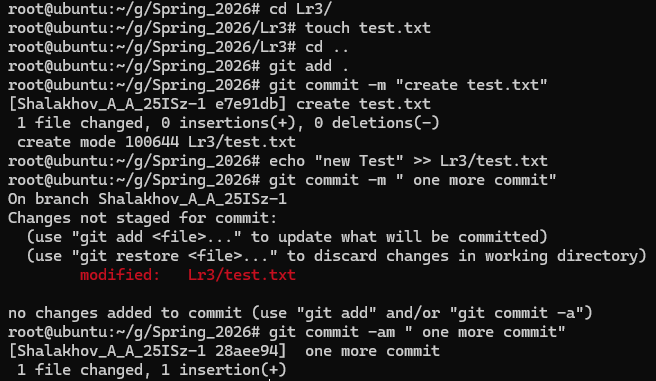 root@ubuntu:~/g/Spring_2026# cd Lr3/
root@ubuntu:~/g/Spring_2026/Lr3# touch test.txt
root@ubuntu:~/g/Spring_2026/Lr3# cd ..
root@ubuntu:~/g/Spring_2026# git add .
root@ubuntu:~/g/Spring_2026# git commit -m "create test.txt"
[Shalakhov_A_A_25ISz-1 e7e91db] create test.txt
 1 file changed, 0 insertions(+), 0 deletions(-)
 create mode 100644 Lr3/test.txt
root@ubuntu:~/g/Spring_2026# echo "new Test" >> Lr3/test.txt
root@ubuntu:~/g/Spring_2026# git commit -m " one more commit"
On branch Shalakhov_A_A_25ISz-1
Changes not staged for commit:
  (use "git add <file>..." to update what will be committed)
  (use "git restore <file>..." to discard changes in working directory)
        modified:   Lr3/test.txt

no changes added to commit (use "git add" and/or "git commit -a")
root@ubuntu:~/g/Spring_2026# git commit -am " one more commit"
[Shalakhov_A_A_25ISz-1 28aee94]  one more commit
 1 file changed, 1 insertion(+)